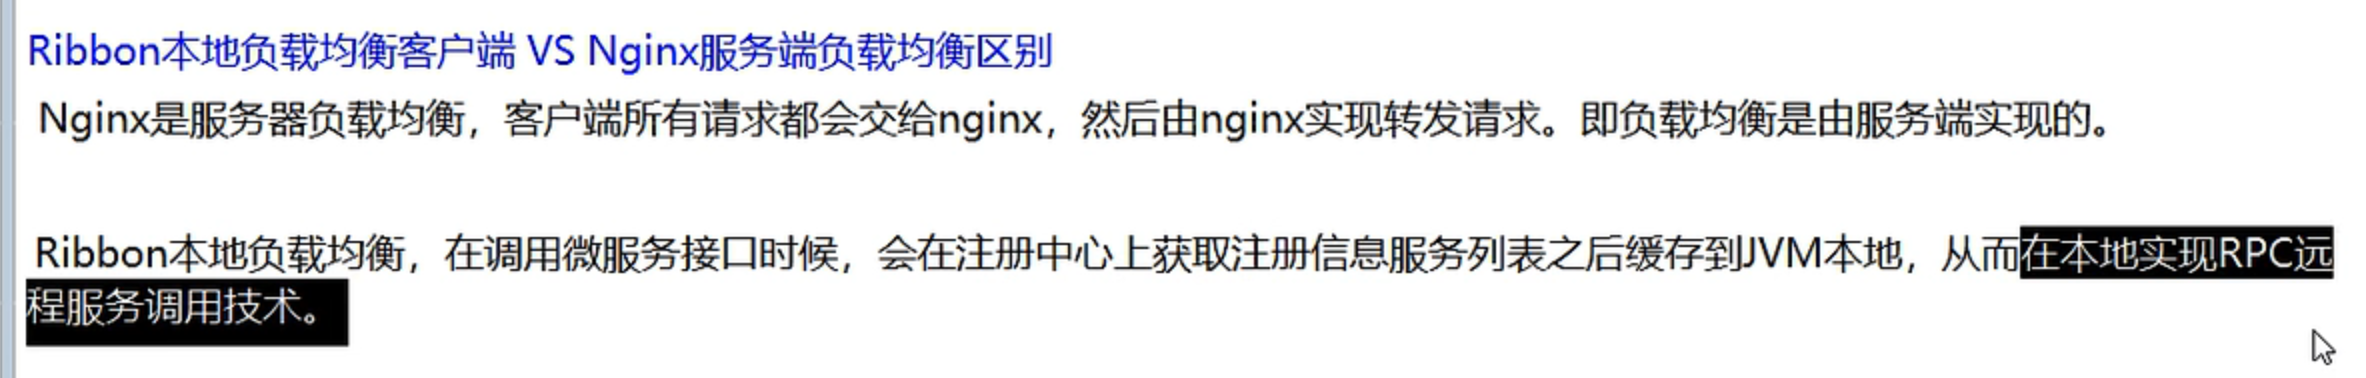 Ribbon本地负载均衡客户端 VS Nginx服务端负载均衡区别
Nginx是服务器负载均衡，客户端所有请求都会交给nginx，然后由nginx实现转发请求。即负载均衡是由服务端实现的。
Ribbon本地负载均衡，在调用微服务接口时候，会在注册中心上获取注册信息服务列表之后缓存到JVM本地，从而在本地实现RPC远
程服务调用技术。